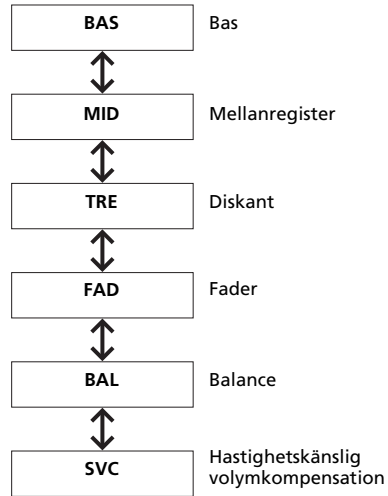 BAS Bas
MID Mellanregister
TRE Diskant
FAD Fader
BAL Balance
SVC Hastighetskänslig
volymkompensation